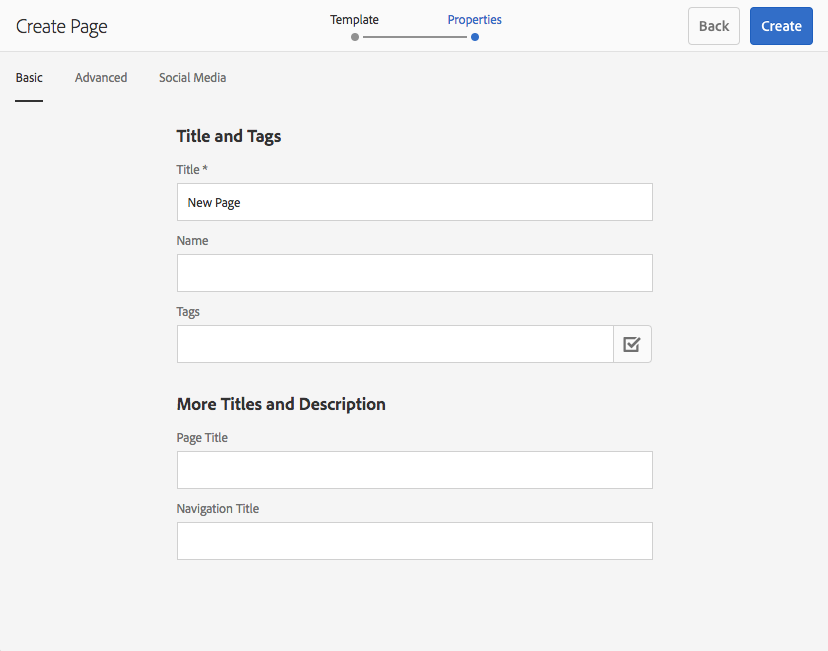 Create Page
Template
Properties
Back
Create
Basic
Advanced
Social Media
Title and Tags
Title *
New Page
Name
Tags
More Titles and Description
Page Title
Navigation Title